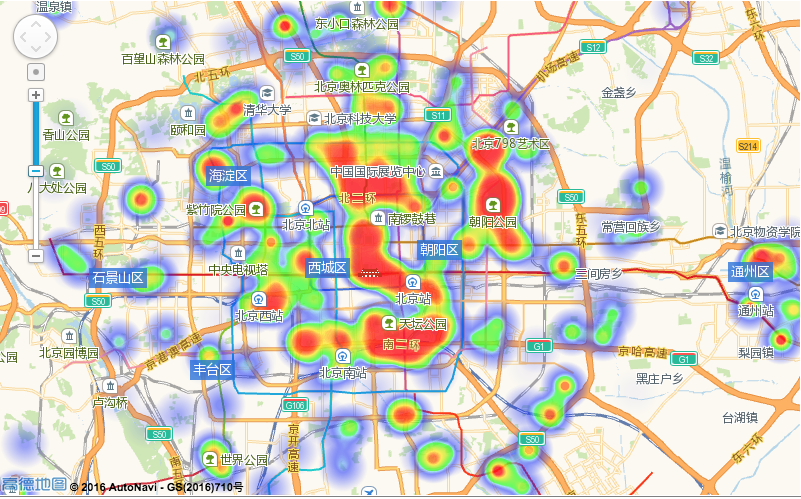 温泉镇
东小口森林公园
东六环
百望山森林公园
S50
S12
S32
北五环
机场高速
北京奥林匹克公园
金盏乡
清华大学
香山公园
颐和园
北京科技大学
S11
S214
北京798艺术区
S50
八大处公园
海淀区
中国国际展览中心
温榆河
北二环
S50
紫竹院公园
北京北站
南锣鼓巷
朝阳公园
东五环
常营回族乡
北京物资学院
西五环
中央电视塔
西城区
朝阳区
石景山区
三间房乡
通州区
北京站
S50
北京西站
通州站
天坛公园
京港澳高速
南二环
G1
京哈高速
G1
北京园博园
梨园镇
公园
丰台区
北京南站
黑庄户乡
卢沟桥
G106
台湖镇
京开高速
S50
S50
东六环
世界公园
南五
高德地图 © 2016 AutoNavi - GS(2016)710号